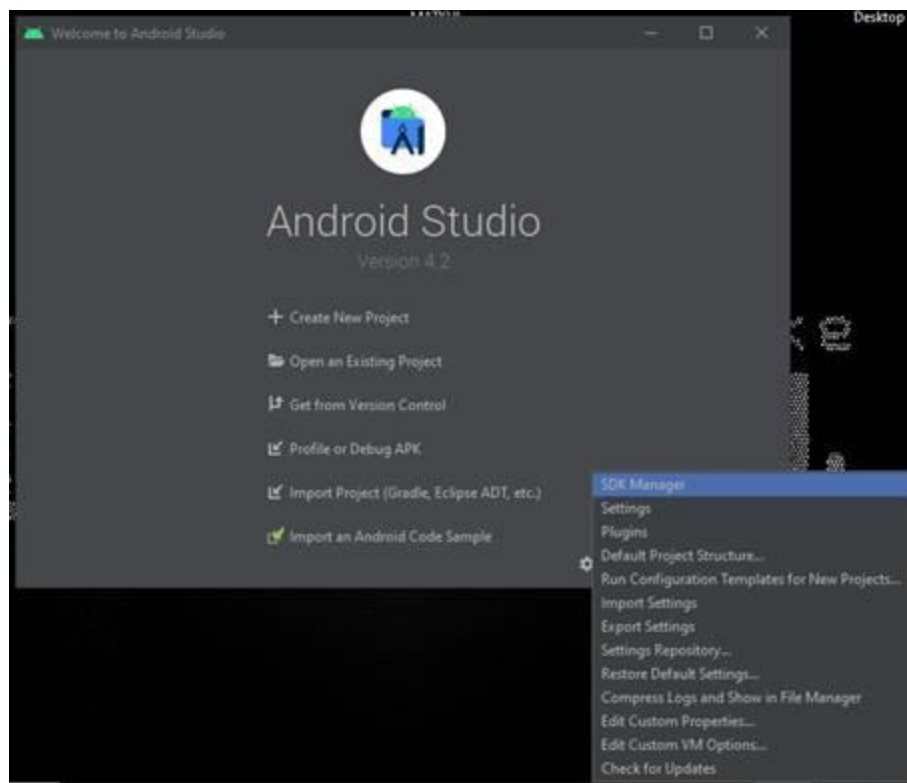 Desktop
Welcome to Android Studio
Android Studio
Version 4.2
Create New Project
Open an Existing Project
Get from Version Control
Profile or Debug APK
Import Project (Gradle, Eclipse ADT, etc.)
Import an Android Code Sample
SDK Manager
Settings
Plugins
Default Project Structure...
Run Configuration Templates for New Projects...
Import Settings
Export Settings
Settings Repository...
Restore Default Settings...
Compress Logs and Show in File Manager
Edit Custom Properties...
Edit Custom VM Options...
Check for Updates